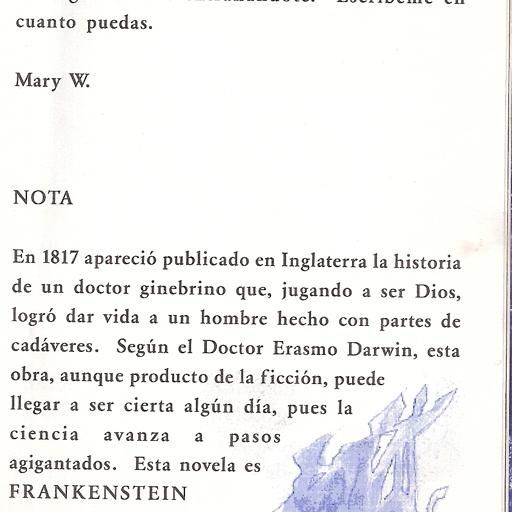 Escríbeme en
cuanto puedas.
Mary W.
NOTA
En 1817 apareció publicado en Inglaterra la historia
de un doctor ginebrino que, jugando a ser Dios,
logró dar vida a un hombre hecho con partes de
cadáveres. Según el Doctor Erasmo Darwin, esta
obra, aunque producto de la ficción, puede
llegar a ser cierta algún día, pues la
ciencia avanza a pasos
agigantados. Esta novela es
FRANKENSTEIN